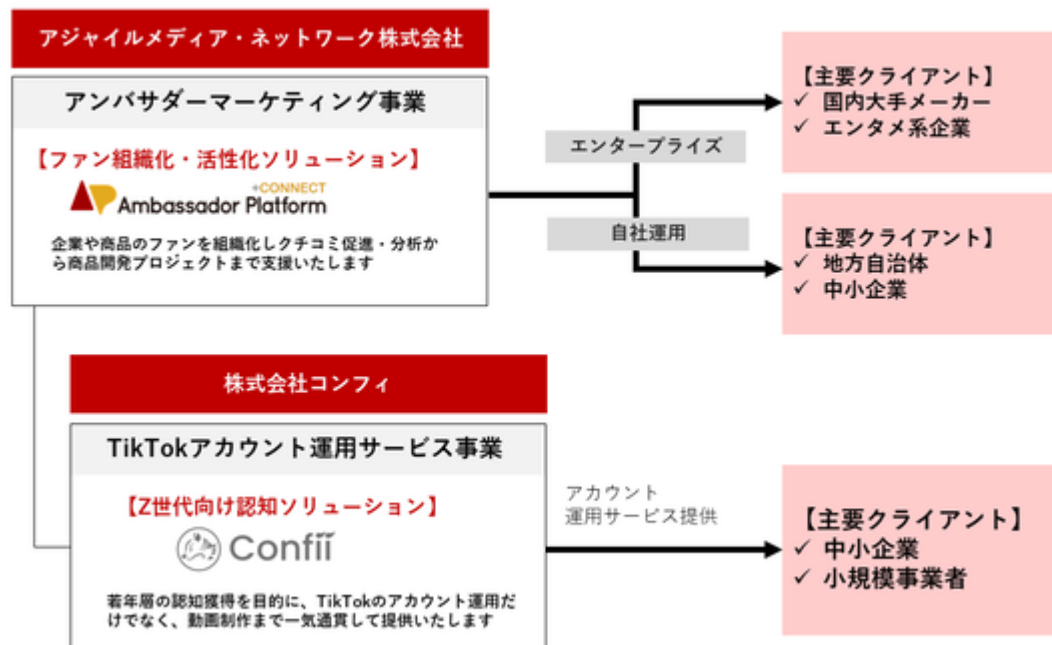 アジャイルメディア・ネットワーク株式会社
アンバサダーマーケティング事業
【ファン組織化・活性化ソリューション】
+CONNECT
AP Ambassador Platform
企業や商品のファンを組織化しクチコミ促進・分析か
ら商品開発プロジェクトまで支援いたします
エンタープライズ
自社運用
【主要クライアント】
✓ 国内大手メーカー
✓ エンタメ系企業
【主要クライアント】
✓ 地方自治体
✓ 中小企業
株式会社コンフィ
TikTokアカウント運用サービス事業
【Z世代向け認知ソリューション】
Confii
若年層の認知獲得を目的に、TikTokのアカウント運用だ
けでなく、動画制作まで一気通貫して提供いたします
アカウント
運用サービス提供
【主要クライアント】
✓ 中小企業
✓ 小規模事業者